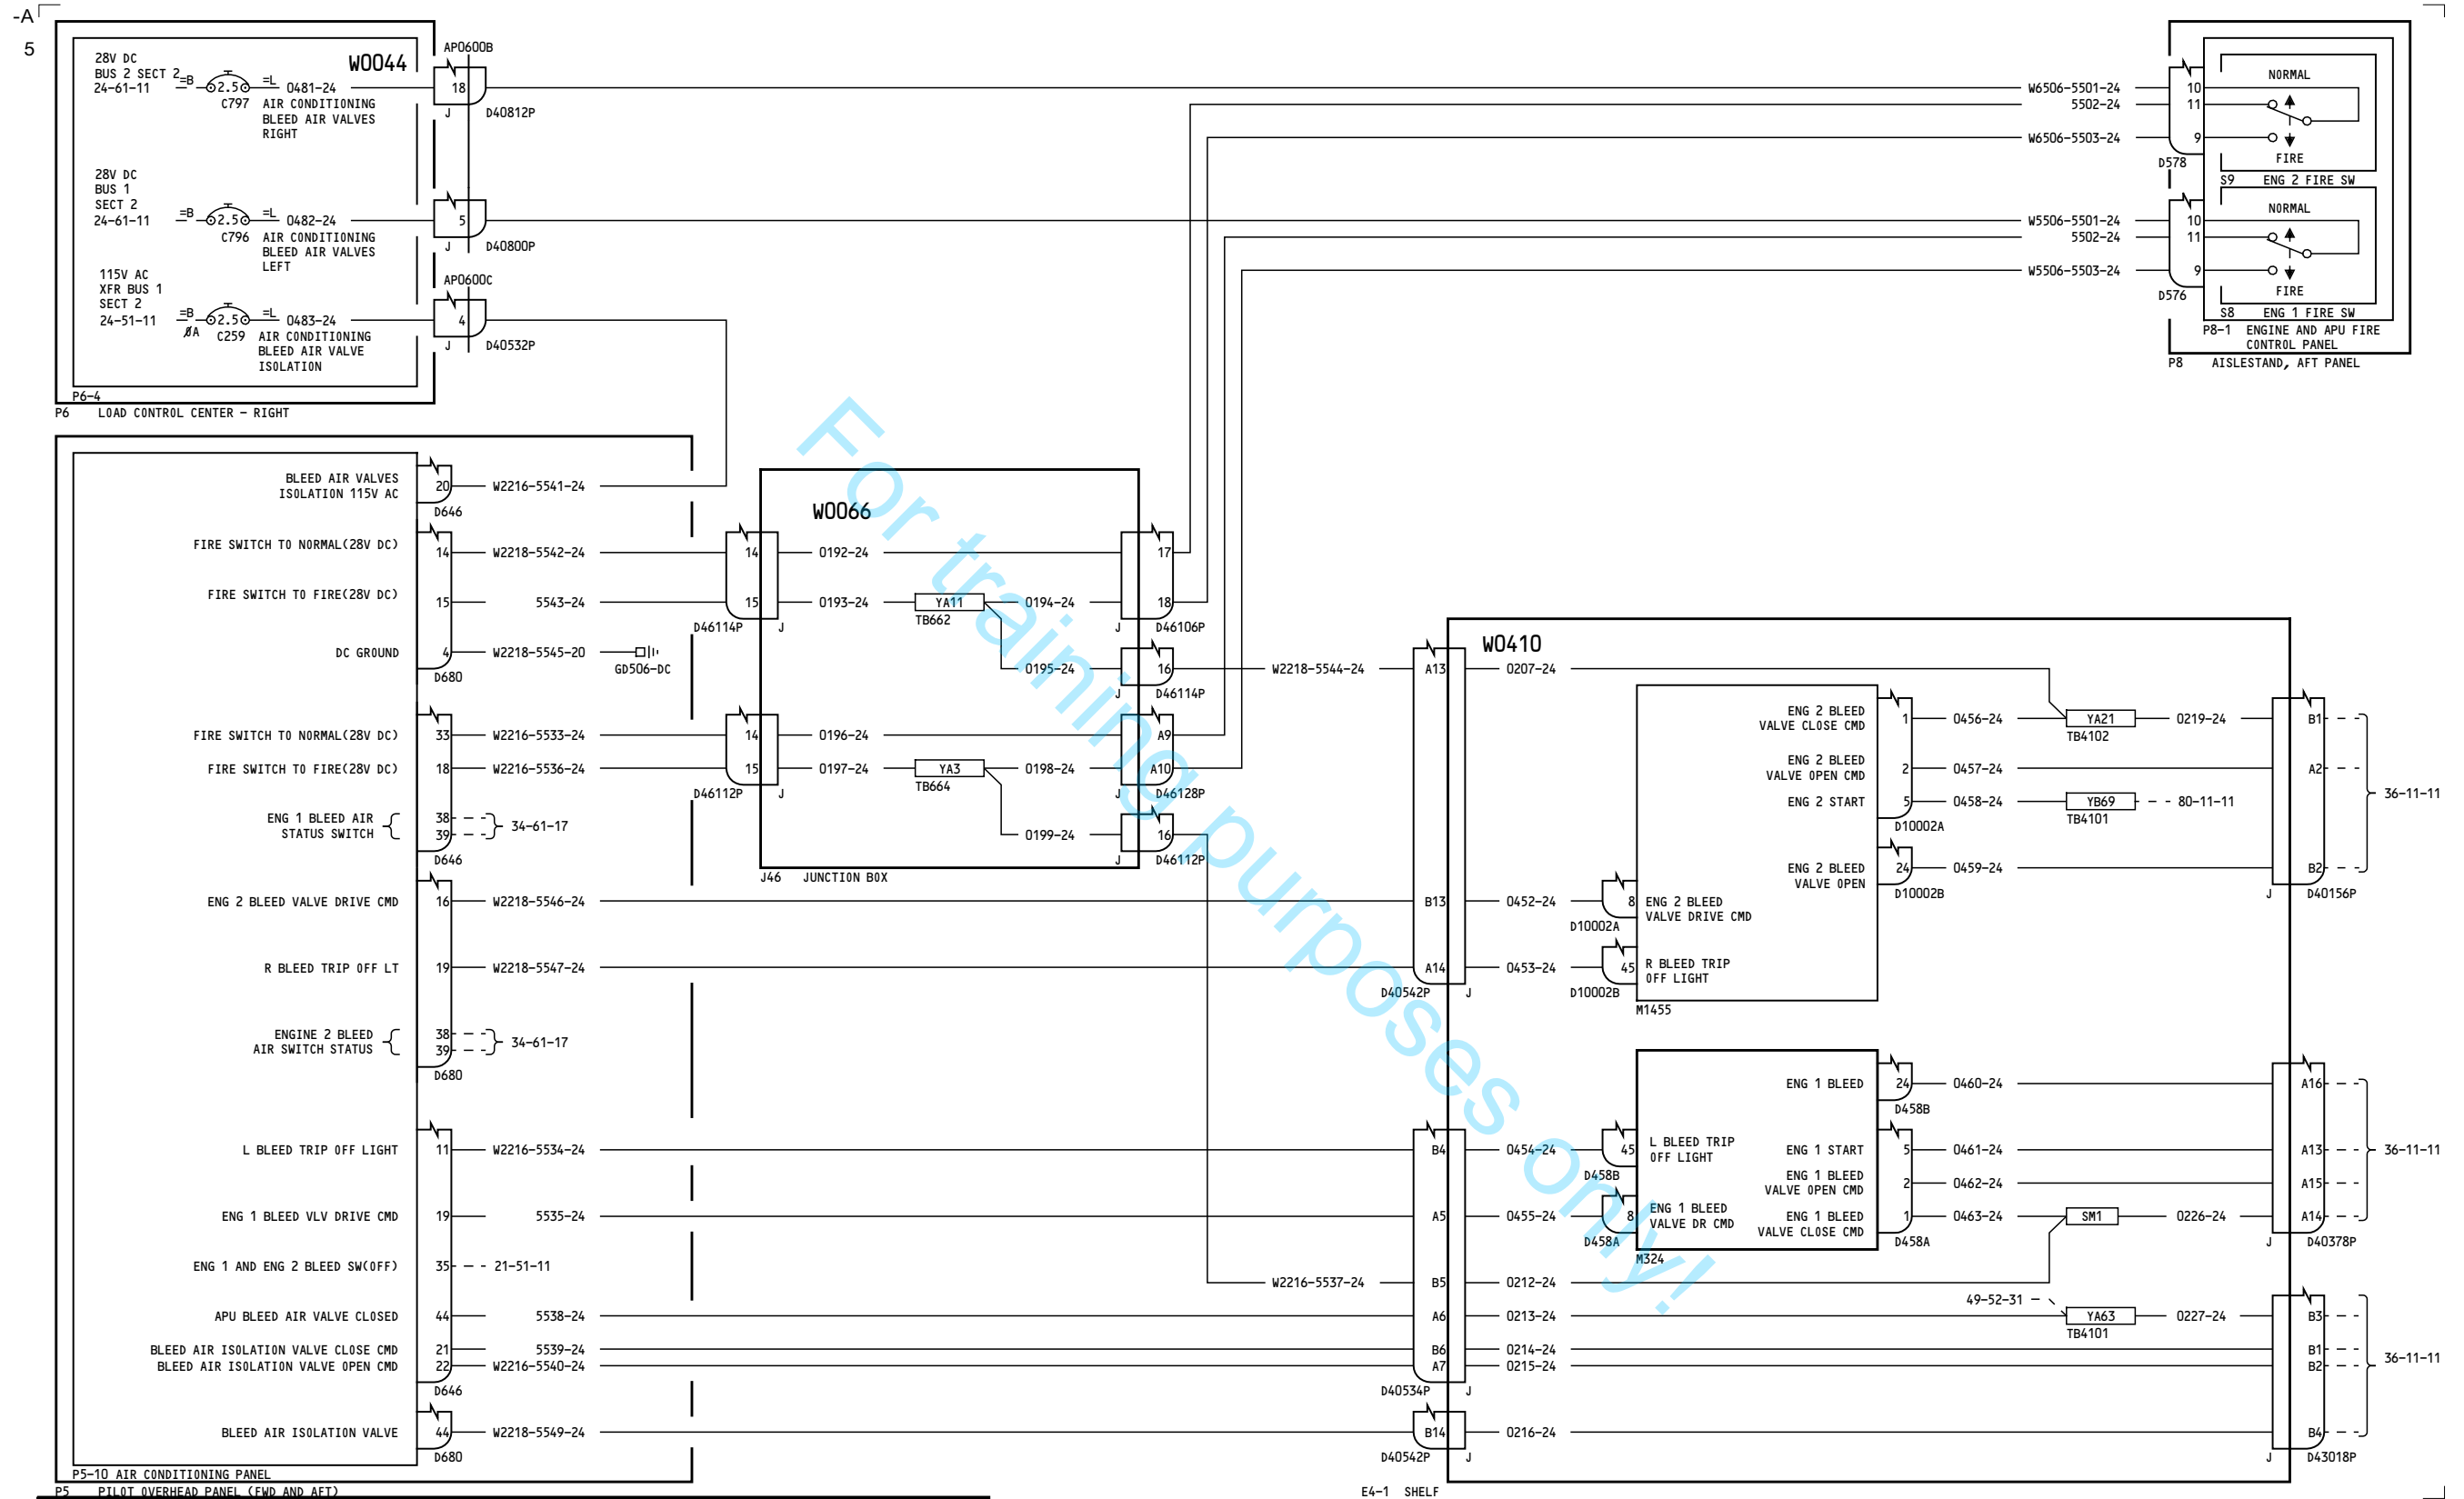 -A
5
28V DC
BUS 2 SECT 2
24-61-11
=B
2.5
=L
0481-24
C797
AIR CONDITIONING
BLEED AIR VALVES
RIGHT
W0044
AP0600B
18
J
D40812P
28V DC
BUS 1
SECT 2
24-61-11
=B
2.5
=L
0482-24
C796
AIR CONDITIONING
BLEED AIR VALVES
LEFT
5
J
D40800P
115V AC
XFR BUS 1
SECT 2
24-51-11
=B
ØA
2.5
=L
0483-24
C259
AIR CONDITIONING
BLEED AIR VALVE
ISOLATION
AP0600C
4
J
D40532P
P6-4
P6 LOAD CONTROL CENTER - RIGHT
W6506-5501-24
5502-24
W6506-5503-24
10
11
9
D578
NORMAL
FIRE
S9 ENG 2 FIRE SW
W5506-5501-24
5502-24
W5506-5503-24
10
11
9
D576
NORMAL
FIRE
S8 ENG 1 FIRE SW
P8-1 ENGINE AND APU FIRE
CONTROL PANEL
P8 AISLESTAND, AFT PANEL
BLEED AIR VALVES
ISOLATION 115V AC
20
W2216-5541-24
D646
FIRE SWITCH TO NORMAL(28V DC)
14
W2218-5542-24
FIRE SWITCH TO FIRE(28V DC)
15
5543-24
DC GROUND
4
W2218-5545-20
GD506-DC
D680
FIRE SWITCH TO NORMAL(28V DC)
33
W2216-5533-24
FIRE SWITCH TO FIRE(28V DC)
18
W2216-5536-24
ENG 1 BLEED AIR
STATUS SWITCH
38
39
34-61-17
D646
ENG 2 BLEED VALVE DRIVE CMD
16
W2218-5546-24
R BLEED TRIP OFF LT
19
W2218-5547-24
ENGINE 2 BLEED
AIR SWITCH STATUS
38
39
34-61-17
D680
L BLEED TRIP OFF LIGHT
11
W2216-5534-24
ENG 1 BLEED VLV DRIVE CMD
19
5535-24
ENG 1 AND ENG 2 BLEED SW(OFF)
35
21-51-11
APU BLEED AIR VALVE CLOSED
44
5538-24
BLEED AIR ISOLATION VALVE CLOSE CMD
21
5539-24
BLEED AIR ISOLATION VALVE OPEN CMD
22
W2216-5540-24
D646
BLEED AIR ISOLATION VALVE
44
W2218-5549-24
D680
P5-10 AIR CONDITIONING PANEL
P5 PILOT OVERHEAD PANEL (FWD AND AFT)
W0066
14
0192-24
17
15
0193-24
YA11
TB662
0194-24
18
D46114P
J
J
D46106P
0195-24
16
J
D46114P
14
0196-24
A9
15
0197-24
YA3
TB664
0198-24
A10
D46112P
J
J
D46128P
0199-24
16
J
D46112P
J46 JUNCTION BOX
W2218-5544-24
A13
W0410
0207-24
B13
0452-24
8
ENG 2 BLEED
VALVE DRIVE CMD
D10002A
A14
0453-24
45
R BLEED TRIP
OFF LIGHT
D10002B
D40542P
J
M1455
ENG 2 BLEED
VALVE CLOSE CMD
1
0456-24
YA21
TB4102
0219-24
B1
ENG 2 BLEED
VALVE OPEN CMD
2
0457-24
A2
36-11-11
ENG 2 START
5
0458-24
YB69
TB4101
80-11-11
D10002A
ENG 2 BLEED
VALVE OPEN
24
0459-24
B2
D10002B
J
D40156P
ENG 1 BLEED
24
0460-24
A16
D458B
B4
0454-24
45
L BLEED TRIP
OFF LIGHT
D458B
ENG 1 START
5
0461-24
A13
36-11-11
ENG 1 BLEED
VALVE OPEN CMD
2
0462-24
A15
A5
0455-24
8
ENG 1 BLEED
VALVE DR CMD
D458A
ENG 1 BLEED
VALVE CLOSE CMD
1
0463-24
SM1
0226-24
A14
D458A
J
D40378P
M324
W2216-5537-24
B5
0212-24
49-52-31
A6
0213-24
YA63
TB4101
0227-24
B3
B6
0214-24
B1
A7
0215-24
B2
36-11-11
D40534P
J
B14
0216-24
B4
D40542P
J
J
D43018P
E4-1 SHELF
For training purposes only!